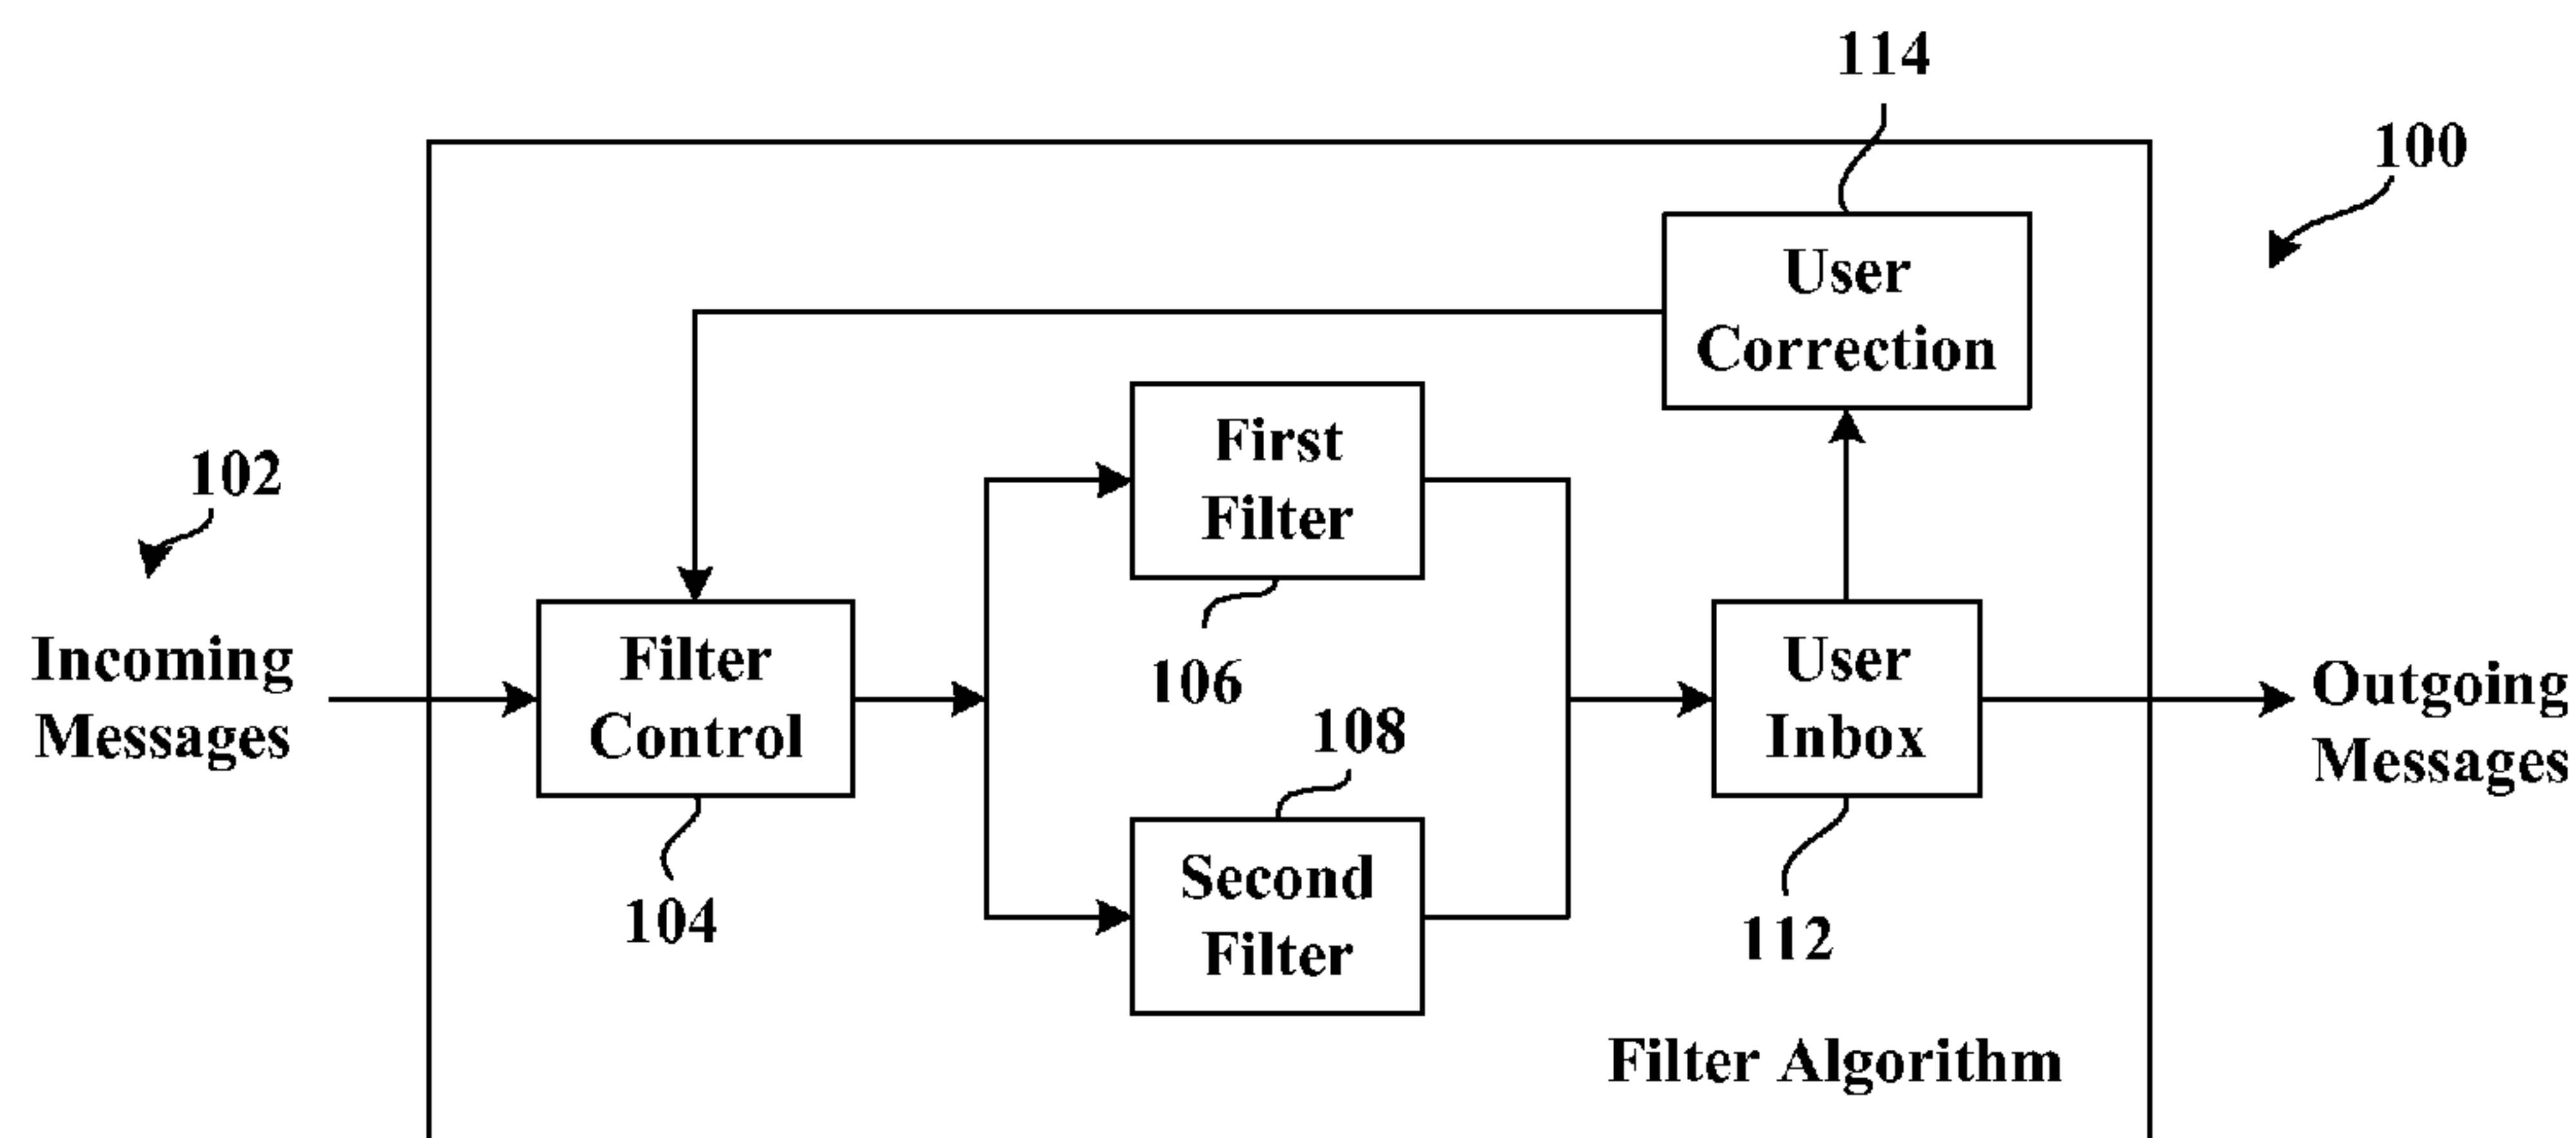 114
100
User
Correction
First
Filter
102
Incoming
Messages
Filter
Control
106
108
User
Inbox
Outgoing
Messages
Second
Filter
104
112
Filter Algorithm